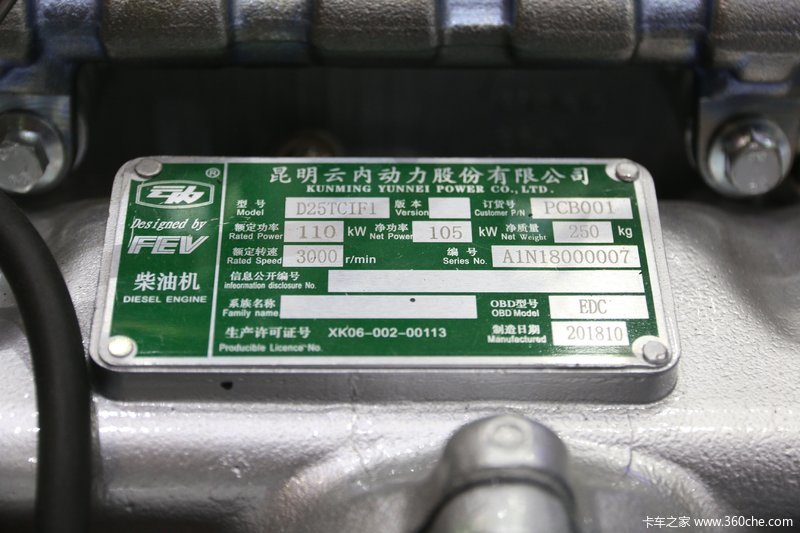 昆明云内动力股份有限公司
KUNMING YUNNEI POWER CO.,LTD.
®
Designed by
FEV
柴油机
DIESEL ENGINE
型号 Model D25TCIF1 版本 Version 订货号 Customer P/N PCB001
额定功率 Rated Power 110 kW 净功率 Net Power 105 kW 净质量 Net Weight 250 kg
额定转速 Rated Speed 3000 r/min 编号 Series No. A1N18000007
信息公开编号 infeormation disclosure No.
系族名称 Family name OBD型号 OBD Model EDC
生产许可证号 Producible Licence No. XK06-002-00113 制造日期 Manufactured 201810
卡车之家 www.360che.com